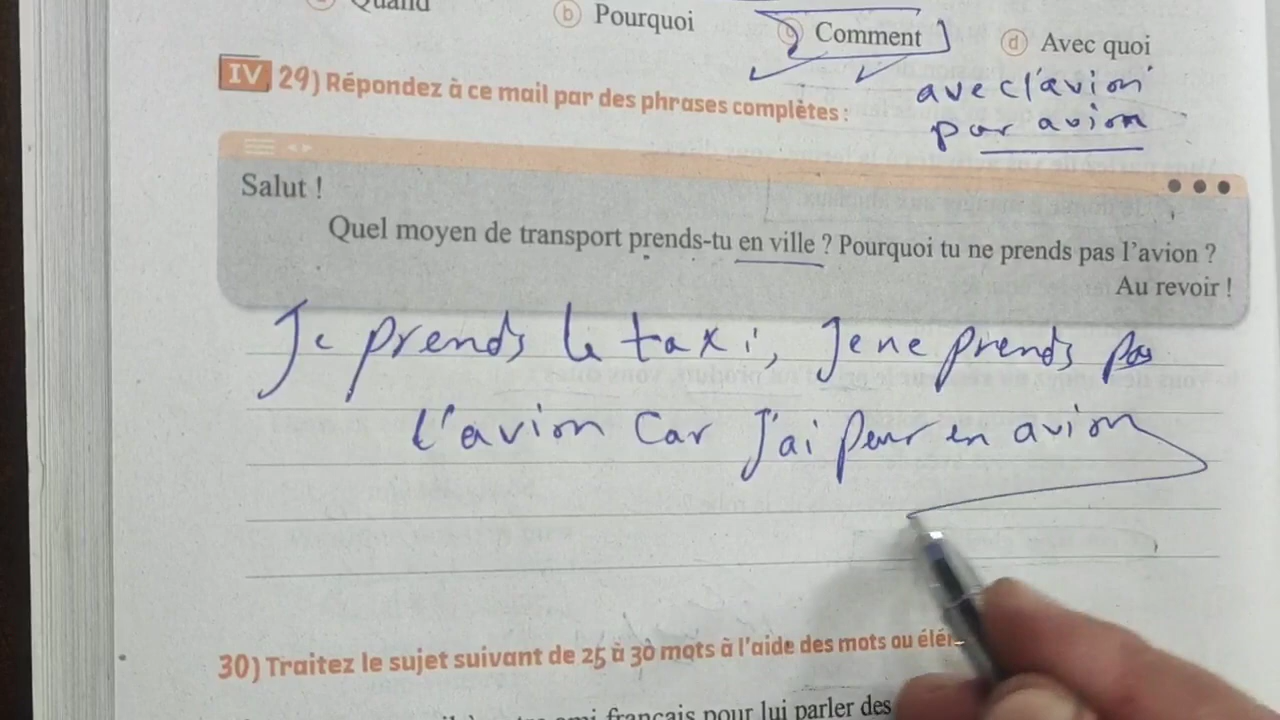 Quand
b Pourquoi
c Comment
d Avec quoi
avec l'avion
par avion
IV 29) Répondez à ce mail par des phrases complètes :
Salut !
Quel moyen de transport prends-tu en ville ? Pourquoi tu ne prends pas l'avion ?
Au revoir !
Je prends le taxi, Je ne prends pas
l'avion car J'ai peur en avion
30) Traitez le sujet suivant de 25 à 30 mots à l'aide des mots ou
français pour lui parler des